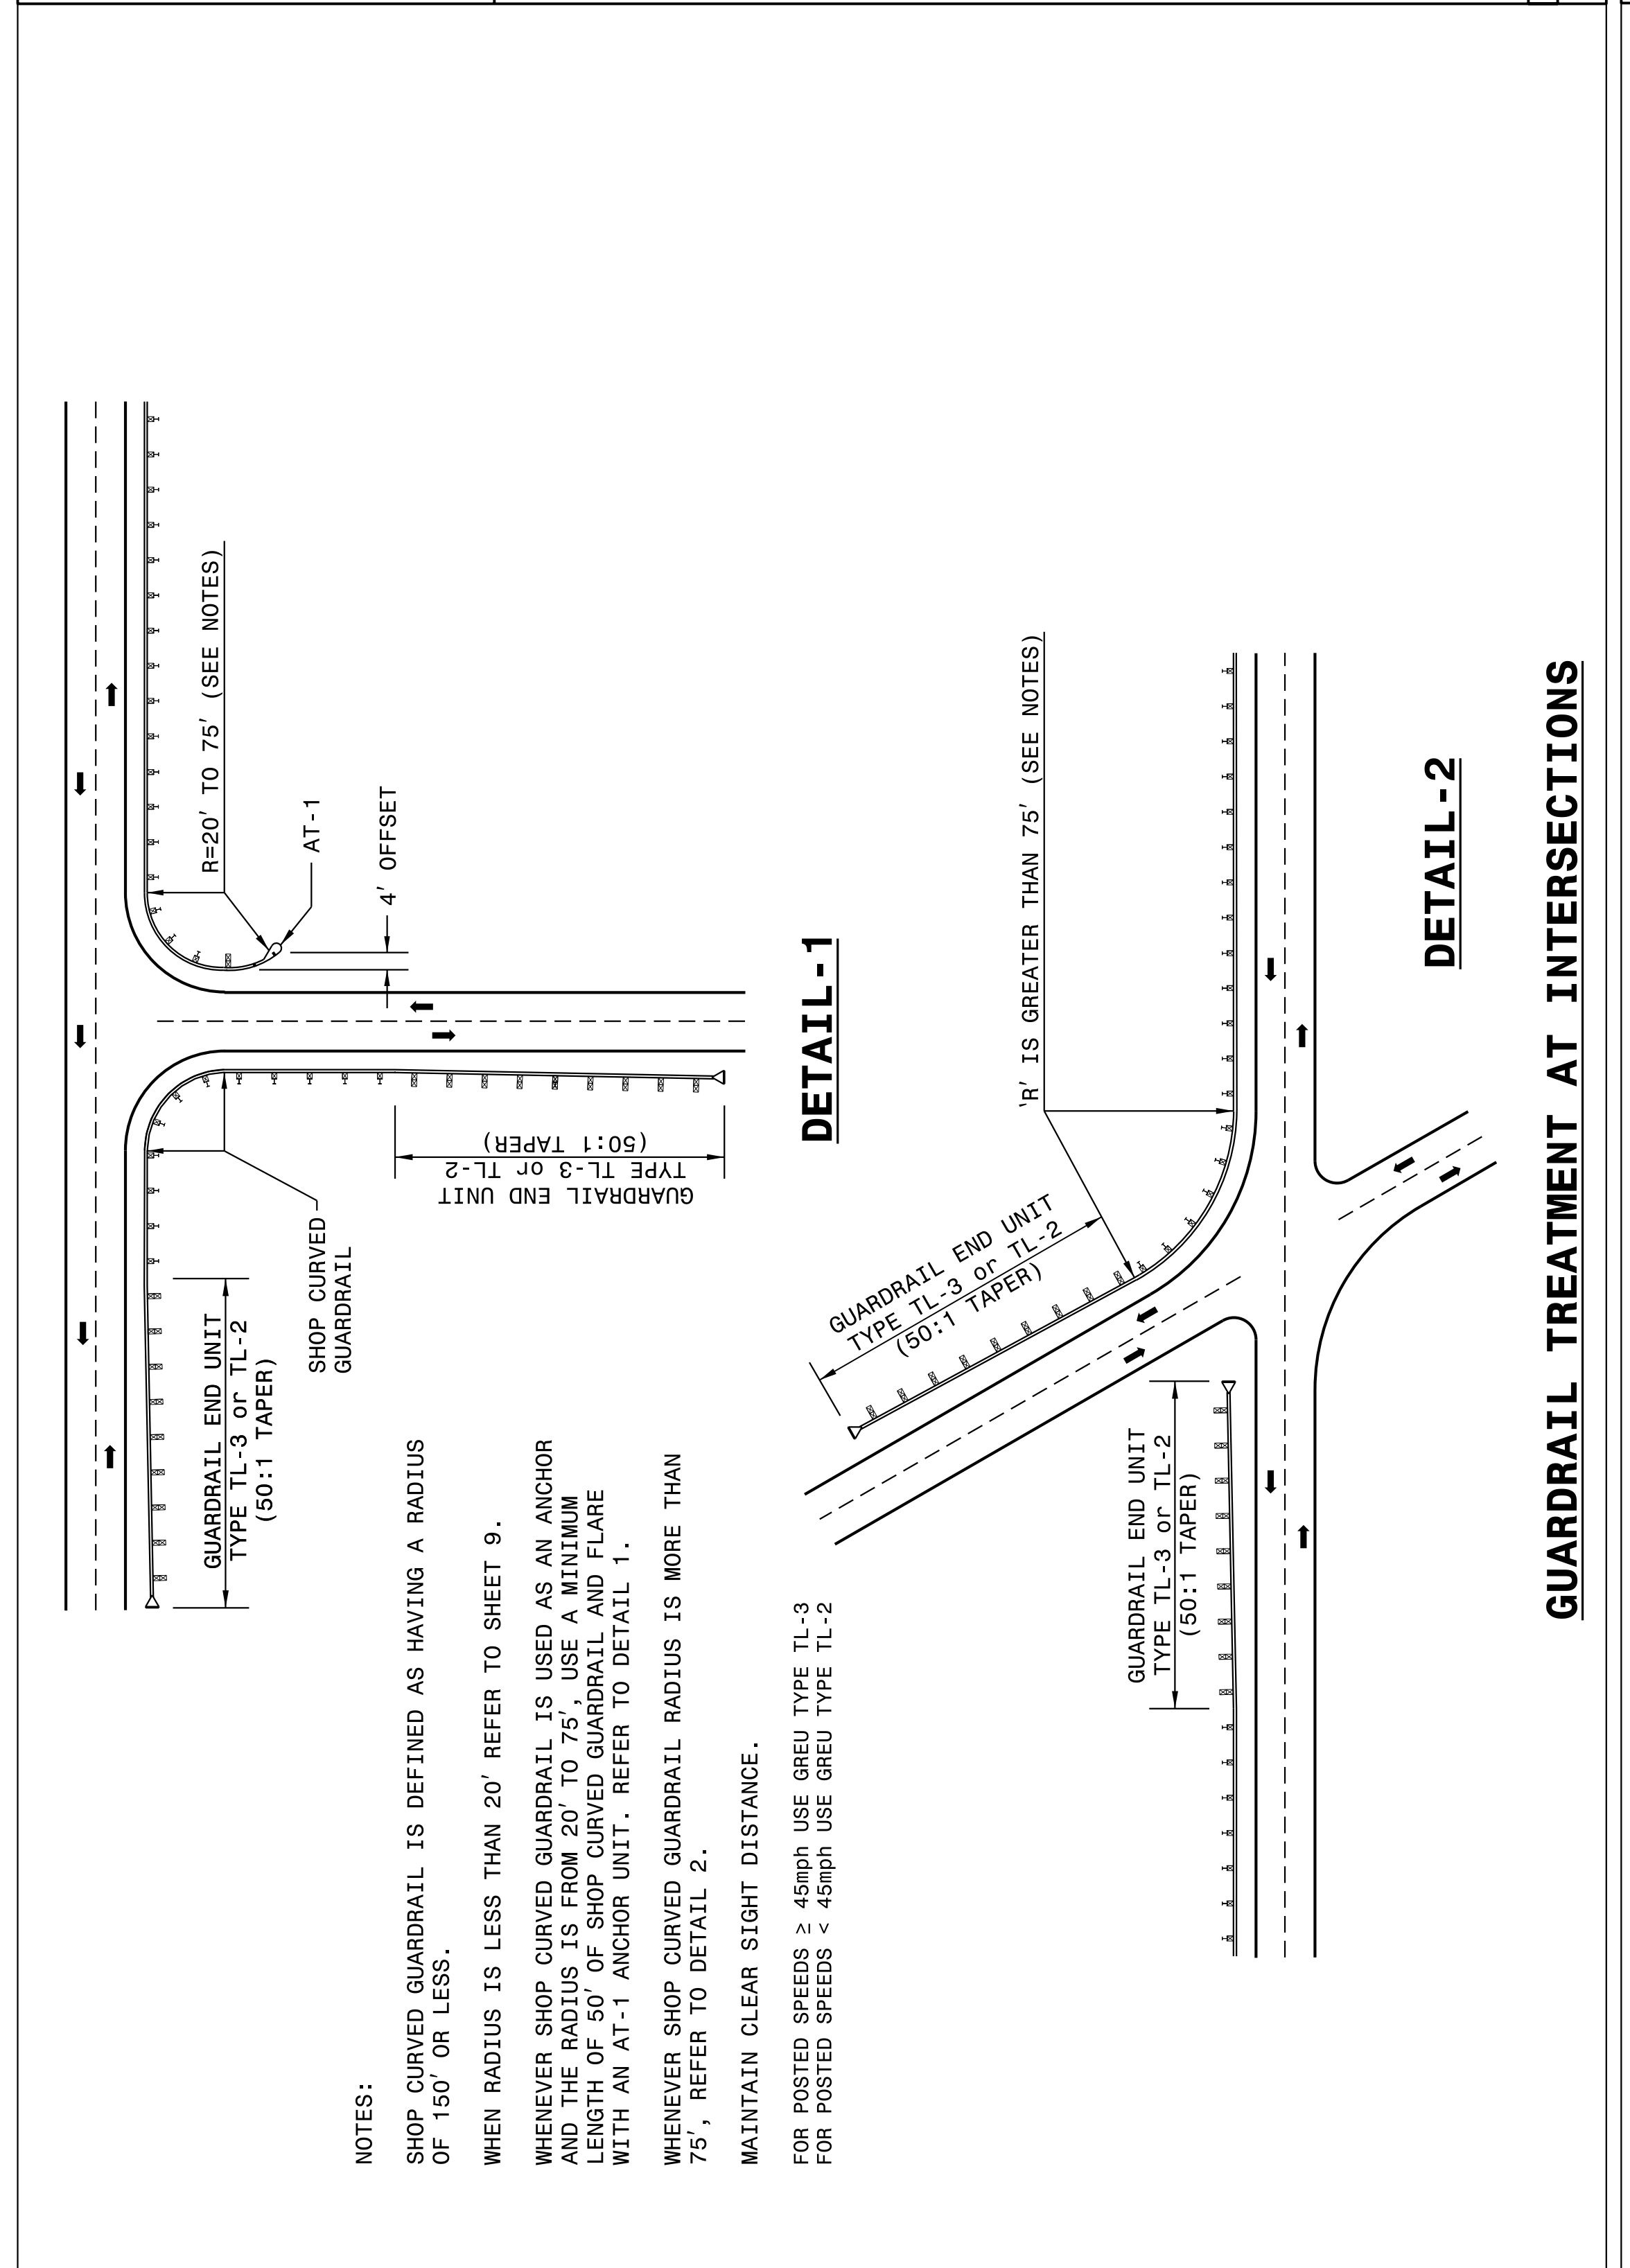 R=20' TO 75' (SEE NOTES)
AT-1
4' OFFSET
GUARDRAIL END UNIT
TYPE TL-3 or TL-2
(50:1 TAPER)
SHOP CURVED
GUARDRAIL
GUARDRAIL END UNIT
TYPE TL-3 or TL-2
(50:1 TAPER)
DETAIL-1
NOTES:
SHOP CURVED GUARDRAIL IS DEFINED AS HAVING A RADIUS
OF 150' OR LESS.
WHEN RADIUS IS LESS THAN 20' REFER TO SHEET 9.
WHENEVER SHOP CURVED GUARDRAIL IS USED AS AN ANCHOR
AND THE RADIUS IS FROM 20' TO 75', USE A MINIMUM
LENGTH OF 50' OF SHOP CURVED GUARDRAIL AND FLARE
WITH AN AT-1 ANCHOR UNIT. REFER TO DETAIL 1.
WHENEVER SHOP CURVED GUARDRAIL RADIUS IS MORE THAN
75', REFER TO DETAIL 2.
MAINTAIN CLEAR SIGHT DISTANCE.
FOR POSTED SPEEDS ≥ 45mph USE GREU TYPE TL-3
FOR POSTED SPEEDS < 45mph USE GREU TYPE TL-2
'R' IS GREATER THAN 75' (SEE NOTES)
GUARDRAIL END UNIT
TYPE TL-3 or TL-2
(50:1 TAPER)
GUARDRAIL END UNIT
TYPE TL-3 or TL-2
(50:1 TAPER)
DETAIL-2
GUARDRAIL TREATMENT AT INTERSECTIONS